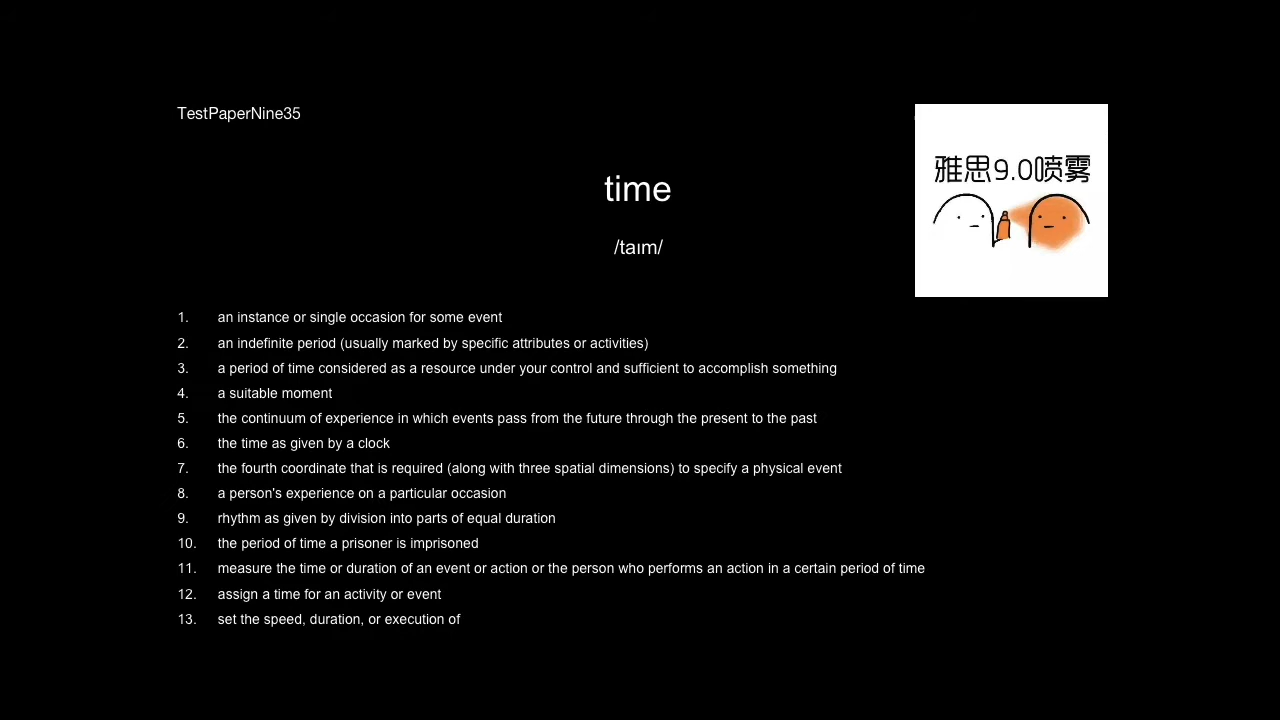 TestPaperNine35
雅思9.0喷雾
time
/taɪm/
1. an instance or single occasion for some event
2. an indefinite period (usually marked by specific attributes or activities)
3. a period of time considered as a resource under your control and sufficient to accomplish something
4. a suitable moment
5. the continuum of experience in which events pass from the future through the present to the past
6. the time as given by a clock
7. the fourth coordinate that is required (along with three spatial dimensions) to specify a physical event
8. a person's experience on a particular occasion
9. rhythm as given by division into parts of equal duration
10. the period of time a prisoner is imprisoned
11. measure the time or duration of an event or action or the person who performs an action in a certain period of time
12. assign a time for an activity or event
13. set the speed, duration, or execution of